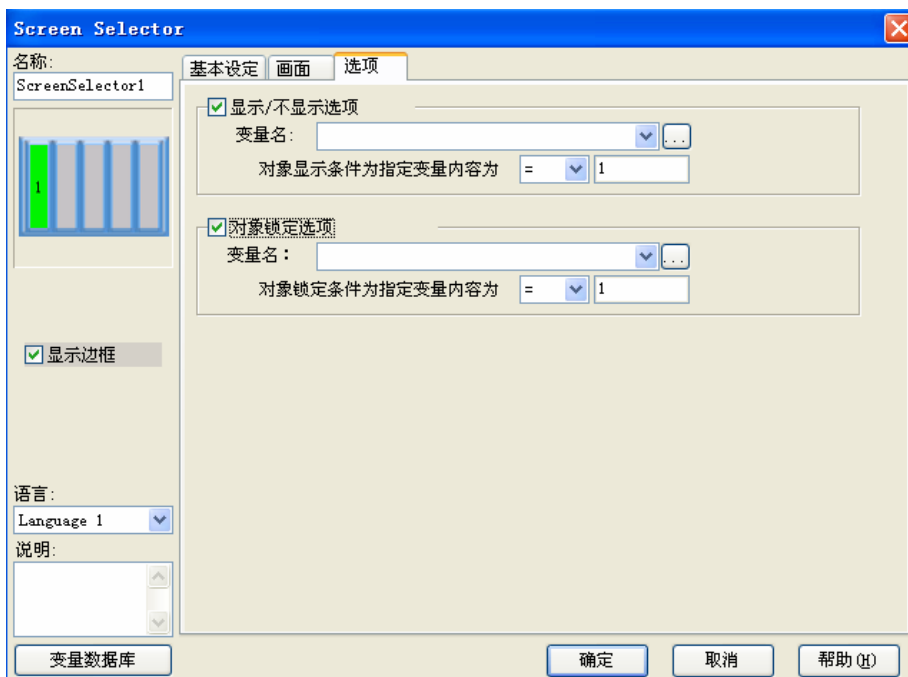 Screen Selector
名称:
ScreenSelector1
1
显示边框
语言:
Language 1
说明:
变量数据库
基本设定 画面 选项
显示/不显示选项
变量名: ...
对象显示条件为指定变量内容为 = 1
对象锁定选项
变量名： ...
对象锁定条件为指定变量内容为 = 1
确定 取消 帮助(H)